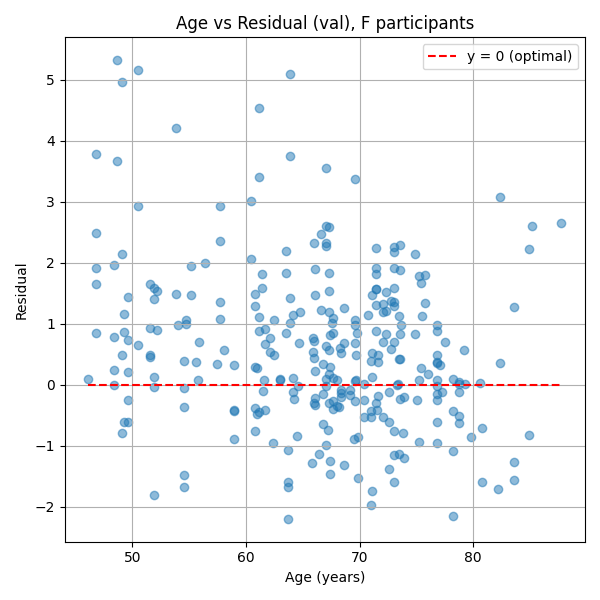 Age vs Residual (val), F participants
y = 0 (optimal)
5
4
3
2
1
0
−1
−2
Residual
50 60 70 80
Age (years)